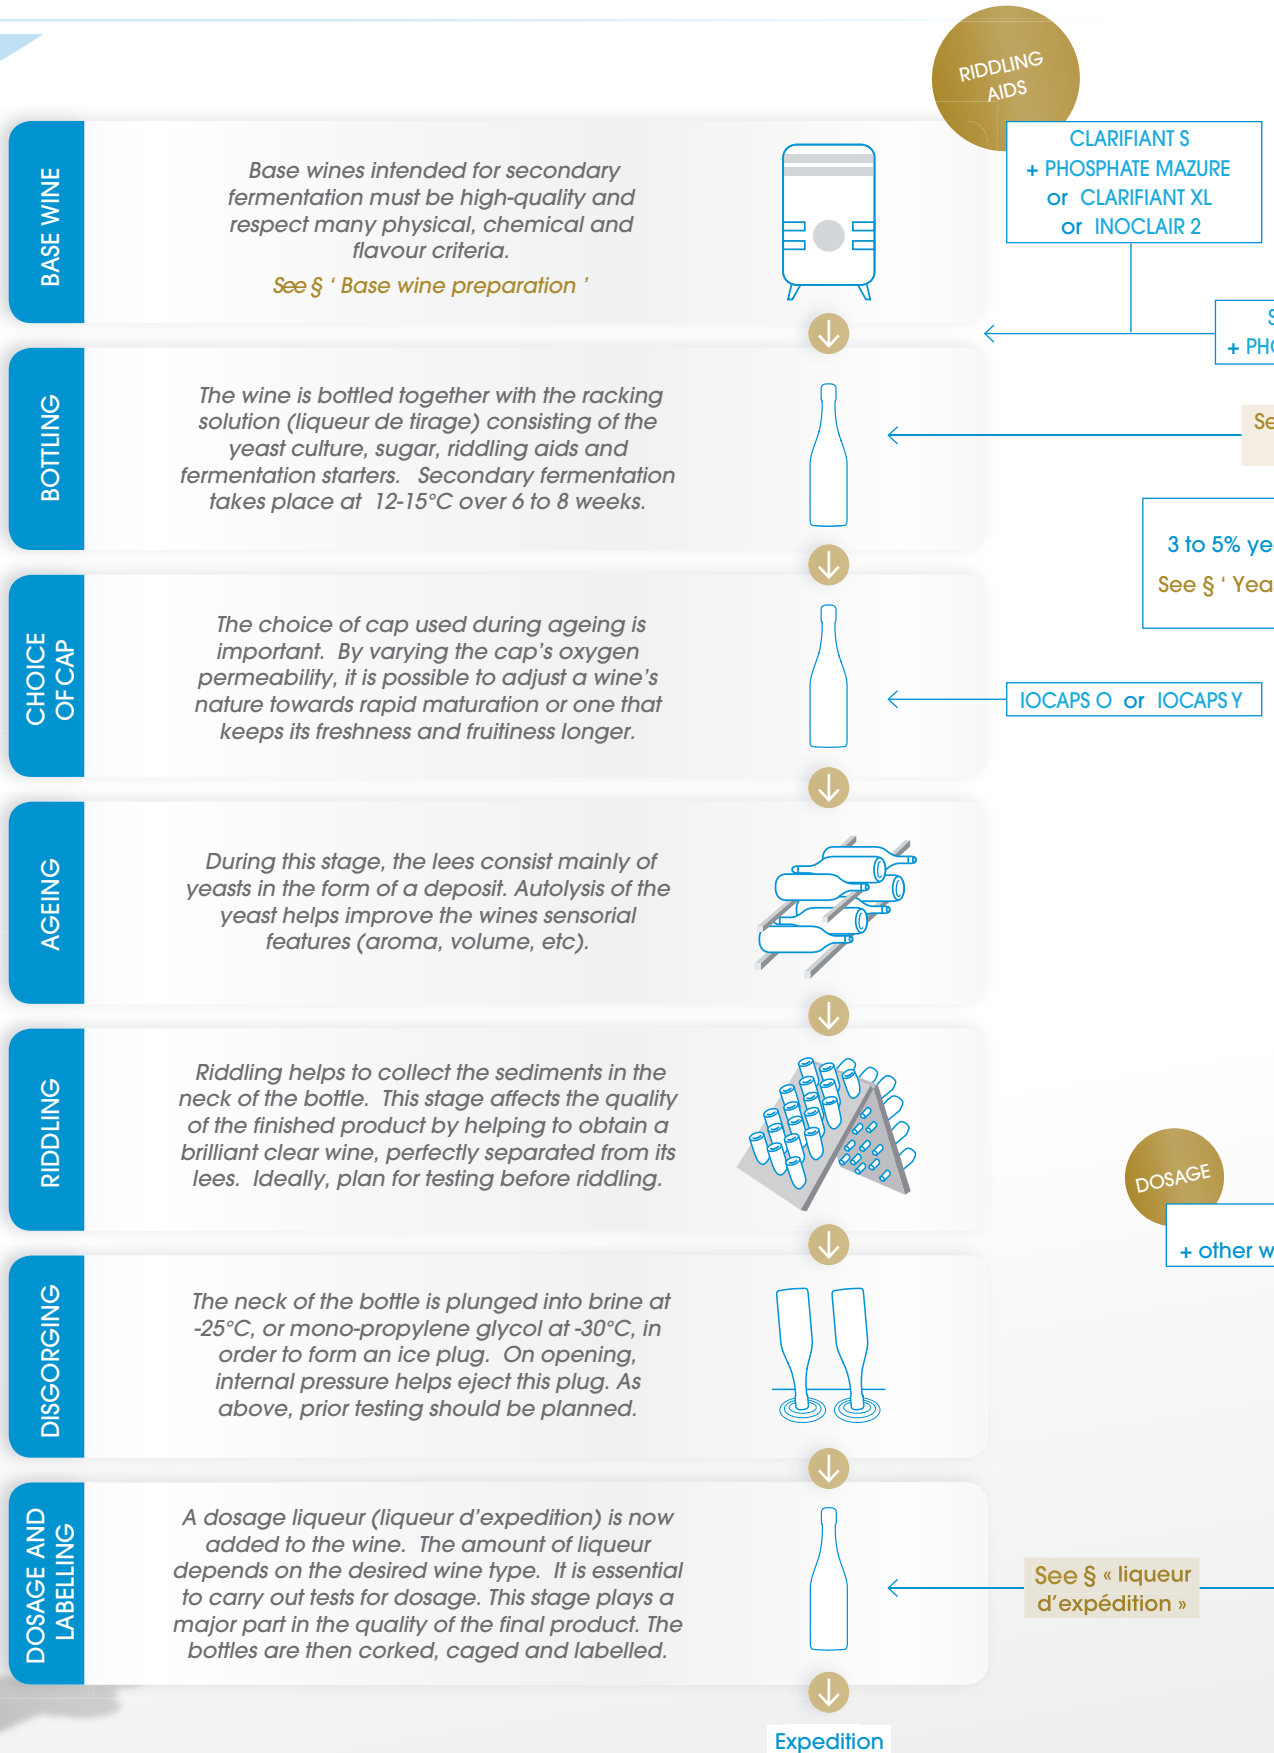 RIDDLING
AIDS
CLARIFIANT S
+ PHOSPHATE MAZURE
or CLARIFIANT XL
or INOCLAIR 2
BASE WINE
Base wines intended for secondary
fermentation must be high-quality and
respect many physical, chemical and
flavour criteria.
See § ‘ Base wine preparation ’
S
+ PHO
BOTTLING
The wine is bottled together with the racking
solution (liqueur de tirage) consisting of the
yeast culture, sugar, riddling aids and
fermentation starters. Secondary fermentation
takes place at 12-15°C over 6 to 8 weeks.
Se
3 to 5% ye
See § ‘ Yea
CHOICE
OF CAP
The choice of cap used during ageing is
important. By varying the cap’s oxygen
permeability, it is possible to adjust a wine’s
nature towards rapid maturation or one that
keeps its freshness and fruitiness longer.
IOCAPS O or IOCAPS Y
AGEING
During this stage, the lees consist mainly of
yeasts in the form of a deposit. Autolysis of the
yeast helps improve the wines sensorial
features (aroma, volume, etc).
RIDDLING
Riddling helps to collect the sediments in the
neck of the bottle. This stage affects the quality
of the finished product by helping to obtain a
brilliant clear wine, perfectly separated from its
lees. Ideally, plan for testing before riddling.
DOSAGE
+ other w
DISGORGING
The neck of the bottle is plunged into brine at
-25°C, or mono-propylene glycol at -30°C, in
order to form an ice plug. On opening,
internal pressure helps eject this plug. As
above, prior testing should be planned.
DOSAGE AND
LABELLING
A dosage liqueur (liqueur d’expedition) is now
added to the wine. The amount of liqueur
depends on the desired wine type. It is essential
to carry out tests for dosage. This stage plays a
major part in the quality of the final product. The
bottles are then corked, caged and labelled.
See § « liqueur
d’expédition »
Expedition